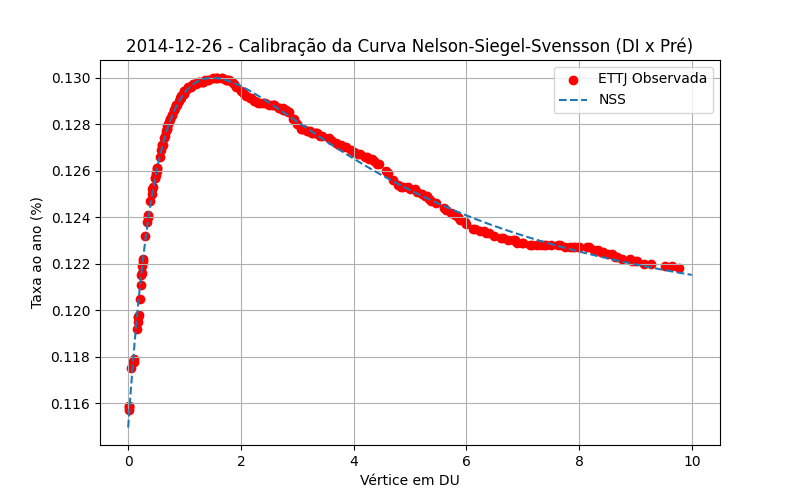 2014-12-26 - Calibração da Curva Nelson-Siegel-Svensson (DI x Pré)
ETTJ Observada
NSS
Taxa ao ano (%)
0.130
0.128
0.126
0.124
0.122
0.120
0.118
0.116
0 2 4 6 8 10
Vértice em DU